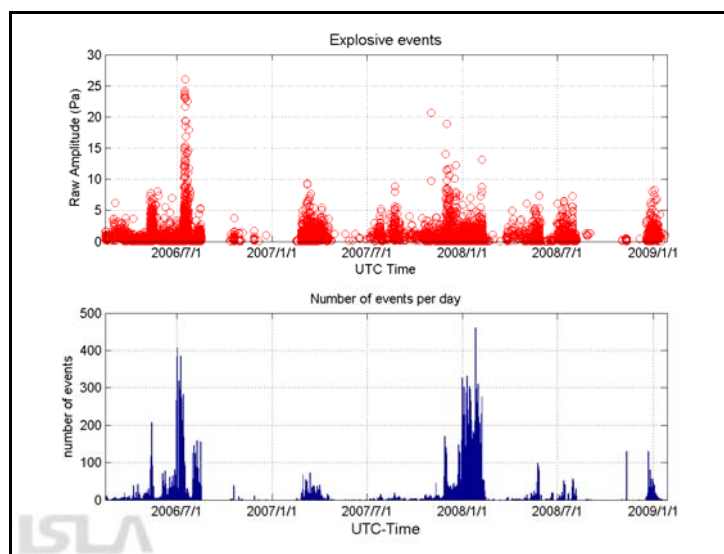 Explosive events
Raw Amplitude (Pa)
30
25
20
15
10
5
0
2006/7/1 2007/1/1 2007/7/1 2008/1/1 2008/7/1 2009/1/1
UTC Time
Number of events per day
number of events
500
400
300
200
100
0
2006/7/1 2007/1/1 2007/7/1 2008/1/1 2008/7/1 2009/1/1
UTC-Time
ISLA